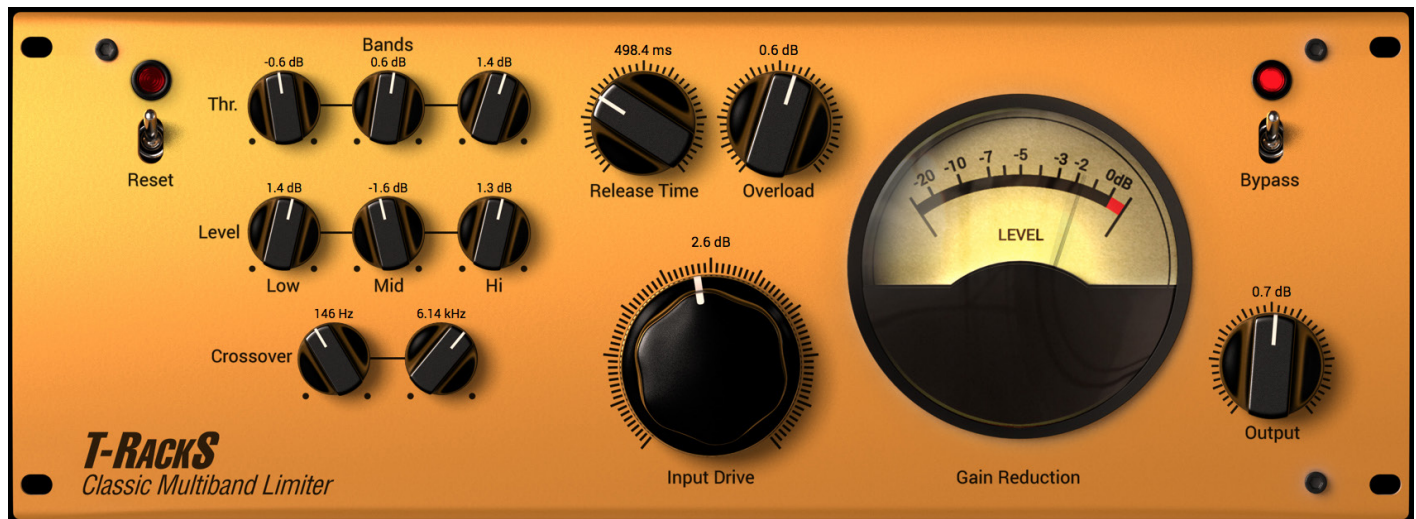 Bands
-0.6 dB 0.6 dB 1.4 dB
Thr.
Reset
1.4 dB -1.6 dB 1.3 dB
Level
Low Mid Hi
146 Hz 6.14 kHz
Crossover
T-RackS
Classic Multiband Limiter
498.4 ms 0.6 dB
Release Time Overload
2.6 dB
Input Drive
-20 -10 -7 -5 -3 -2 0dB
LEVEL
Gain Reduction
Bypass
0.7 dB
Output